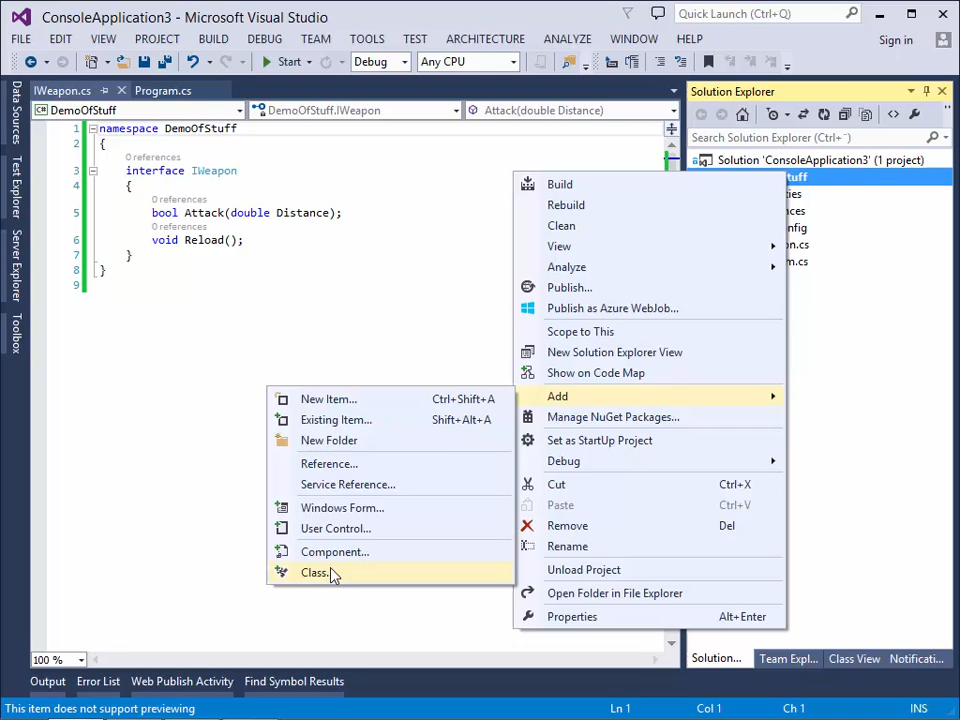 ConsoleApplication3 - Microsoft Visual Studio
Quick Launch (Ctrl+Q)
FILE EDIT VIEW PROJECT BUILD DEBUG TEAM TOOLS TEST ARCHITECTURE ANALYZE WINDOW HELP Sign in
Start Debug Any CPU
Data Sources
Test Explorer
Server Explorer
Toolbox
IWeapon.cs Program.cs
DemoOfStuff DemoOfStuff.IWeapon Attack(double Distance)
1 namespace DemoOfStuff
2 {
0 references
3 interface IWeapon
4 {
0 references
5 bool Attack(double Distance);
0 references
6 void Reload();
7 }
8 }
9
100 %
Solution Explorer
Search Solution Explorer (Ctrl+¨)
Solution 'ConsoleApplication3' (1 project)
tuff
ties
nces
onfig
on.cs
m.cs
Build
Rebuild
Clean
View
Analyze
Publish...
Publish as Azure WebJob...
Scope to This
New Solution Explorer View
Show on Code Map
Add
Manage NuGet Packages...
Set as StartUp Project
Debug
Cut Ctrl+X
Paste Ctrl+V
Remove Del
Rename
Unload Project
Open Folder in File Explorer
Properties Alt+Enter
New Item... Ctrl+Shift+A
Existing Item... Shift+Alt+A
New Folder
Reference...
Service Reference...
Windows Form...
User Control...
Component...
Class.
Solution... Team Expl... Class View Notificati...
Output Error List Web Publish Activity Find Symbol Results
This item does not support previewing Ln 1 Col 1 Ch 1 INS